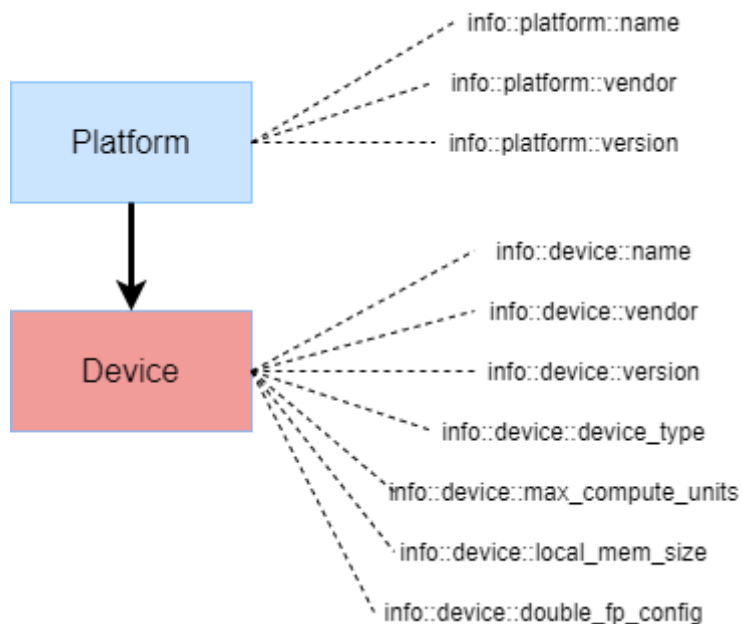 info::platform::name
info::platform::vendor
Platform
info::platform::version
info::device::name
info::device::vendor
Device
info::device::version
info::device::device_type
info::device::max_compute_units
info::device::local_mem_size
info::device::double_fp_config